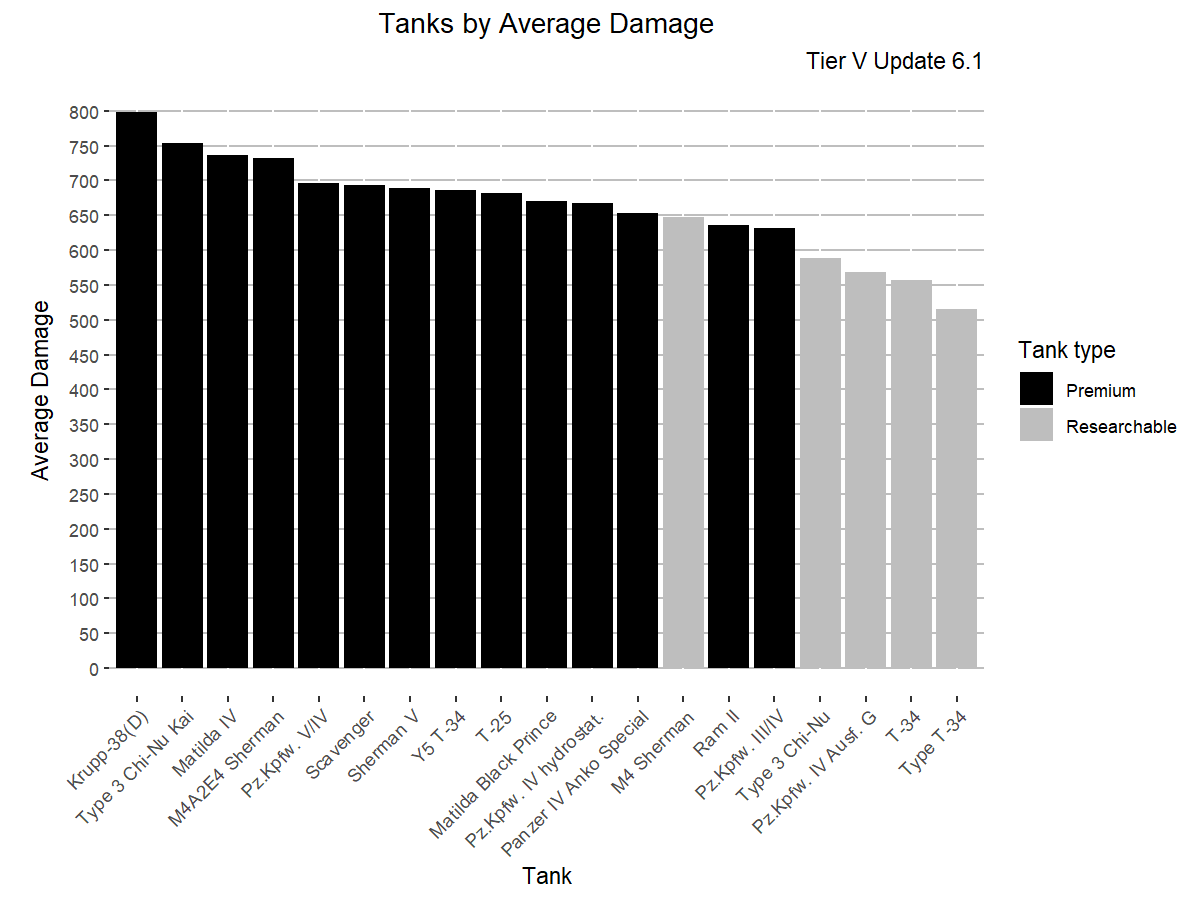 Tanks by Average Damage
Tier V Update 6.1
Average Damage
800
750
700
650
600
550
500
450
400
350
300
250
200
150
100
50
0
Krupp-38(D)
Type 3 Chi-Nu Kai
Matilda IV
M4A2E4 Sherman
Pz.Kpfw. V/IV
Scavenger
Sherman V
Y5 T-34
T-25
Matilda Black Prince
Pz.Kpfw. IV hydrostat.
Panzer IV Anko Special
M4 Sherman
Ram II
Pz.Kpfw. III/IV
Type 3 Chi-Nu
Pz.Kpfw. IV Ausf. G
T-34
Type T-34
Tank
Tank type
Premium
Researchable